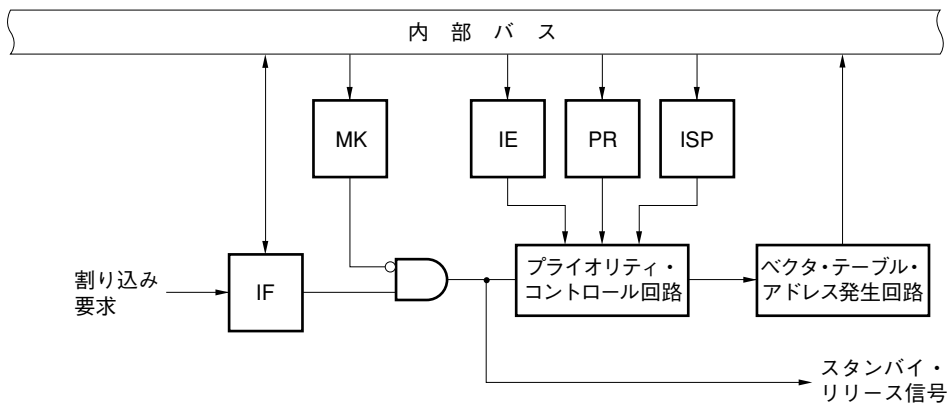 内 部 バ ス
MK
IE
PR
ISP
割り込み
要求
IF
プライオリティ・
コントロール回路
ベクタ・テーブル・
アドレス発生回路
スタンバイ・
リリース信号